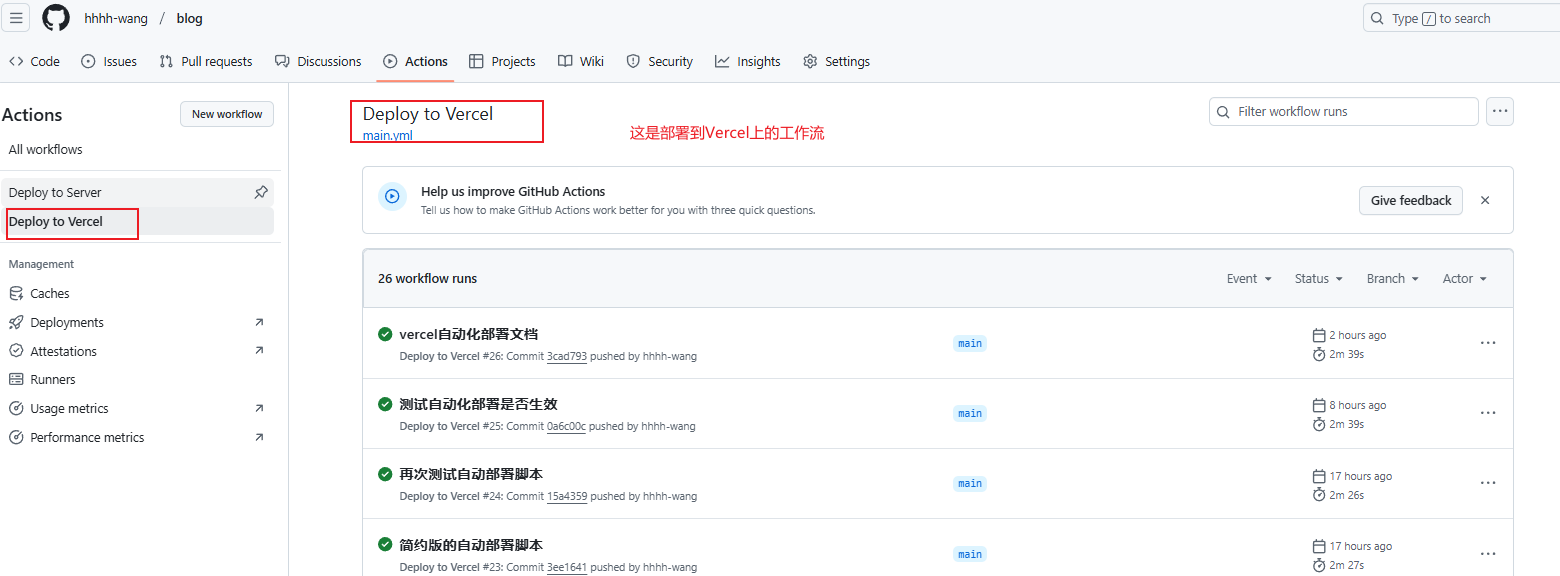 hhhh-wang / blog
Type / to search
Code Issues Pull requests Discussions Actions Projects Wiki Security Insights Settings
Actions
New workflow
All workflows
Deploy to Server
Deploy to Vercel
Management
Caches
Deployments
Attestations
Runners
Usage metrics
Performance metrics
Deploy to Vercel
main.yml
这是部署到Vercel上的工作流
Filter workflow runs
Help us improve GitHub Actions
Tell us how to make GitHub Actions work better for you with three quick questions.
Give feedback
26 workflow runs
Event Status Branch Actor
vercel自动化部署文档
Deploy to Vercel #26: Commit 3cad793 pushed by hhhh-wang
main
2 hours ago
2m 39s
测试自动化部署是否生效
Deploy to Vercel #25: Commit 0a6c00c pushed by hhhh-wang
main
8 hours ago
2m 39s
再次测试自动部署脚本
Deploy to Vercel #24: Commit 15a4359 pushed by hhhh-wang
main
17 hours ago
2m 26s
简约版的自动部署脚本
Deploy to Vercel #23: Commit 3ee1641 pushed by hhhh-wang
main
17 hours ago
2m 27s